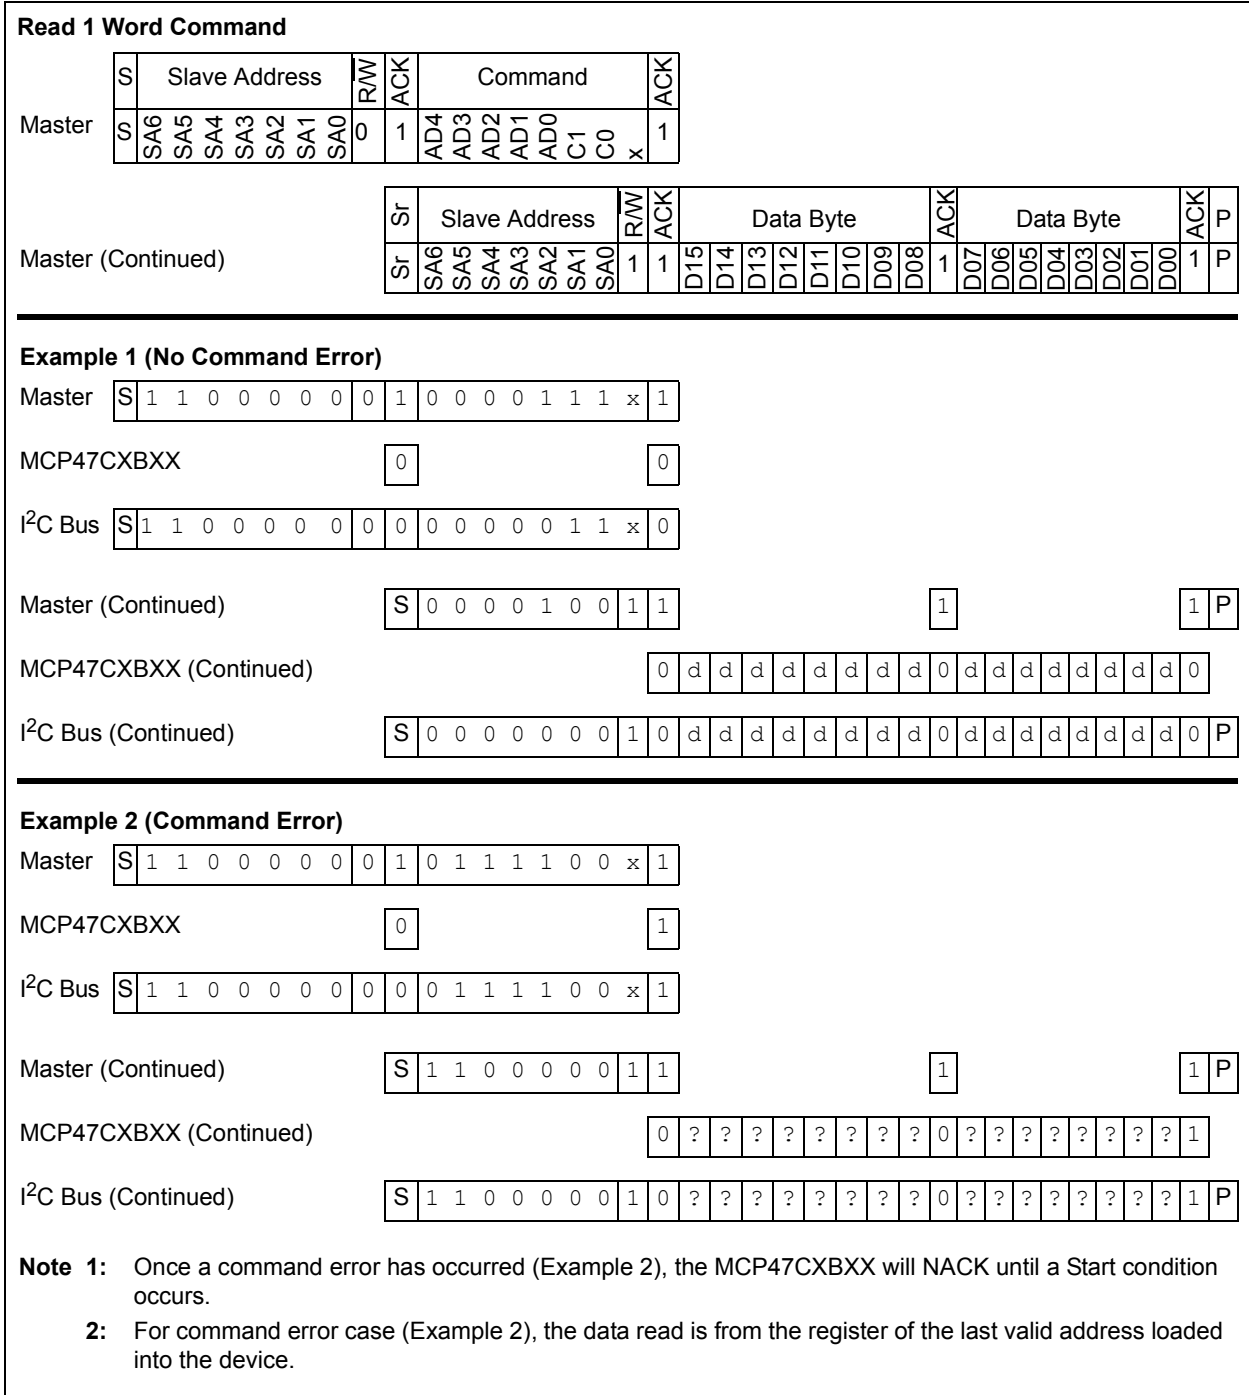 Read 1 Word Command
S Slave Address R/W ACK Command ACK
Master S SA6 SA5 SA4 SA3 SA2 SA1 SA0 0 1 AD4 AD3 AD2 AD1 AD0 C1 C0 x 1
Sr Slave Address R/W ACK Data Byte ACK Data Byte ACK P
Master (Continued) Sr SA6 SA5 SA4 SA3 SA2 SA1 SA0 1 1 D15 D14 D13 D12 D11 D10 D09 D08 1 D07 D06 D05 D04 D03 D02 D01 D00 1 P
Example 1 (No Command Error)
Master S 1 1 0 0 0 0 0 0 1 0 0 0 0 1 1 1 x 1
MCP47CXBXX 0 0
I2C Bus S 1 1 0 0 0 0 0 0 0 0 0 0 0 0 1 1 x 0
Master (Continued) S 0 0 0 0 1 0 0 1 1 1 1 P
MCP47CXBXX (Continued) 0 d d d d d d d d 0 d d d d d d d d 0
I2C Bus (Continued) S 0 0 0 0 0 0 0 1 0 d d d d d d d d 0 d d d d d d d d 0 P
Example 2 (Command Error)
Master S 1 1 0 0 0 0 0 0 1 0 1 1 1 1 0 0 x 1
MCP47CXBXX 0 1
I2C Bus S 1 1 0 0 0 0 0 0 0 0 1 1 1 1 0 0 x 1
Master (Continued) S 1 1 0 0 0 0 0 1 1 1 1 P
MCP47CXBXX (Continued) 0 ? ? ? ? ? ? ? ? 0 ? ? ? ? ? ? ? ? 1
I2C Bus (Continued) S 1 1 0 0 0 0 0 1 0 ? ? ? ? ? ? ? ? 0 ? ? ? ? ? ? ? ? 1 P
Note 1: Once a command error has occurred (Example 2), the MCP47CXBXX will NACK until a Start condition
occurs.
2: For command error case (Example 2), the data read is from the register of the last valid address loaded
into the device.